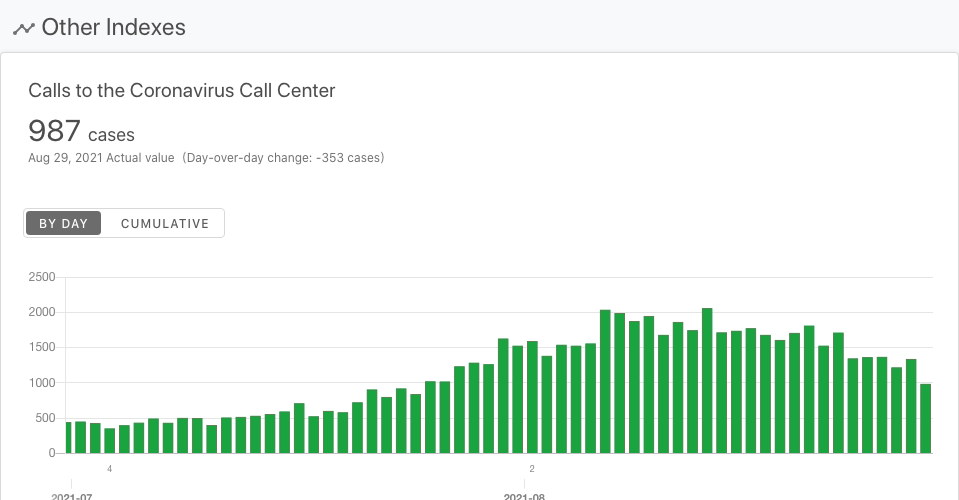 Other Indexes
Calls to the Coronavirus Call Center
987 cases
Aug 29, 2021 Actual value (Day-over-day change: -353 cases)
BY DAY CUMULATIVE
2500
2000
1500
1000
500
0
4 2
2021-07 2021-08